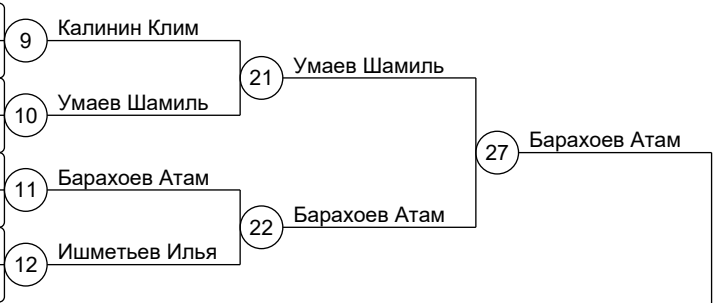 9 Калинин Клим
21 Умаев Шамиль
10 Умаев Шамиль
27 Барахоев Атам
11 Барахоев Атам
22 Барахоев Атам
12 Ишметьев Илья